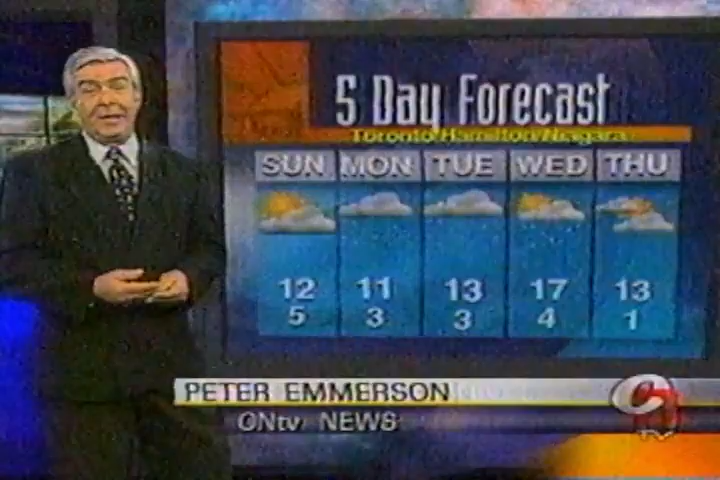 5 Day Forecast
Toronto/Hamilton/Niagara
SUN MON TUE WED THU
12 11 13 17 13
5 3 3 4 1
PETER EMMERSON
ONtv NEWS
TV